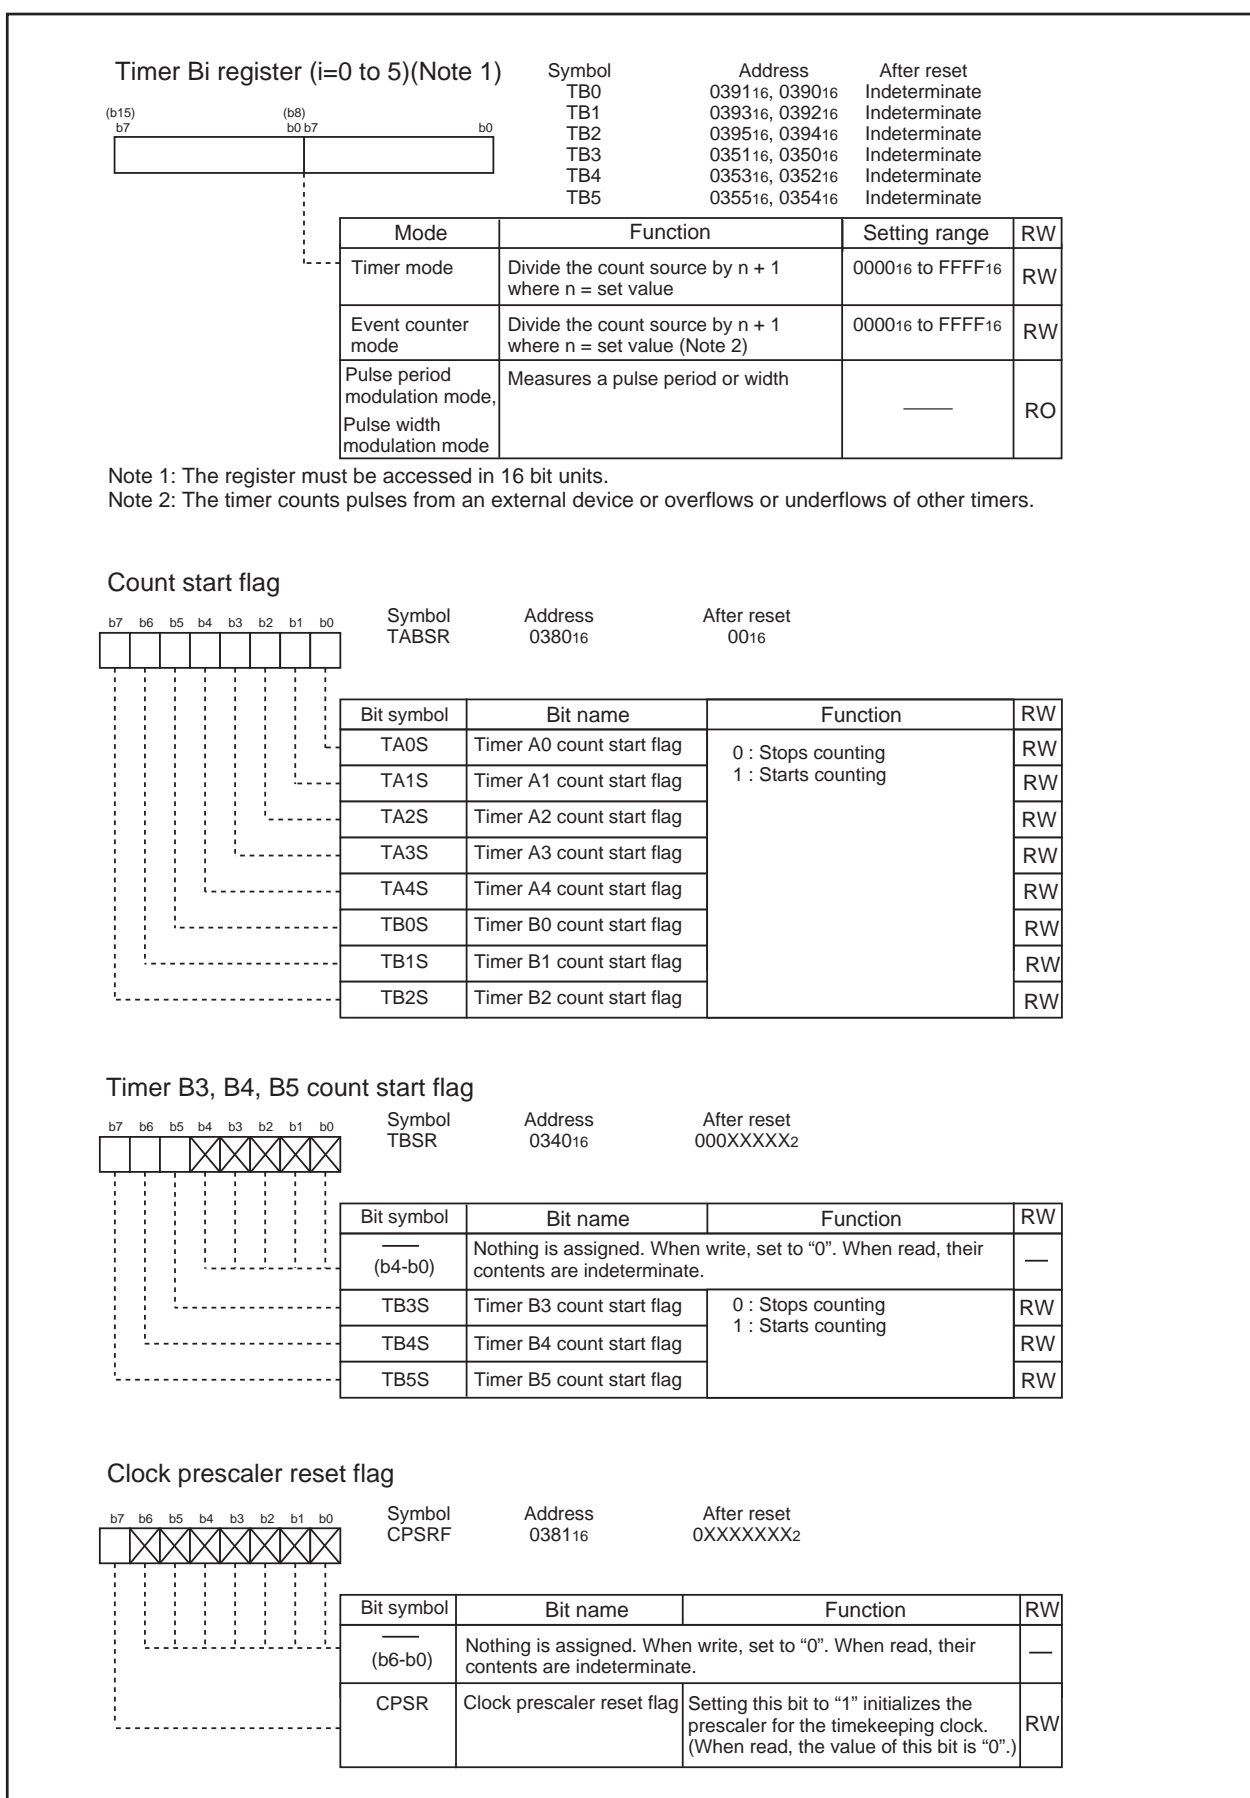 Timer Bi register (i=0 to 5)(Note 1)
Symbol Address After reset
TB0 039116, 039016 Indeterminate
TB1 039316, 039216 Indeterminate
TB2 039516, 039416 Indeterminate
TB3 035116, 035016 Indeterminate
TB4 035316, 035216 Indeterminate
TB5 035516, 035416 Indeterminate
(b15) (b8)
b7 b0 b7 b0
Mode Function Setting range RW
Timer mode Divide the count source by n + 1 where n = set value 000016 to FFFF16 RW
Event counter mode Divide the count source by n + 1 where n = set value (Note 2) 000016 to FFFF16 RW
Pulse period modulation mode, Pulse width modulation mode Measures a pulse period or width — RO
Note 1: The register must be accessed in 16 bit units.
Note 2: The timer counts pulses from an external device or overflows or underflows of other timers.
Count start flag
Symbol Address After reset
TABSR 038016 0016
b7 b6 b5 b4 b3 b2 b1 b0
Bit symbol Bit name Function RW
TA0S Timer A0 count start flag 0 : Stops counting RW
1 : Starts counting
TA1S Timer A1 count start flag RW
TA2S Timer A2 count start flag RW
TA3S Timer A3 count start flag RW
TA4S Timer A4 count start flag RW
TB0S Timer B0 count start flag RW
TB1S Timer B1 count start flag RW
TB2S Timer B2 count start flag RW
Timer B3, B4, B5 count start flag
Symbol Address After reset
TBSR 034016 000XXXXX2
b7 b6 b5 b4 b3 b2 b1 b0
Bit symbol Bit name Function RW
— (b4-b0) Nothing is assigned. When write, set to “0”. When read, their contents are indeterminate. —
TB3S Timer B3 count start flag 0 : Stops counting RW
1 : Starts counting
TB4S Timer B4 count start flag RW
TB5S Timer B5 count start flag RW
Clock prescaler reset flag
Symbol Address After reset
CPSRF 038116 0XXXXXXX2
b7 b6 b5 b4 b3 b2 b1 b0
Bit symbol Bit name Function RW
— (b6-b0) Nothing is assigned. When write, set to “0”. When read, their contents are indeterminate. —
CPSR Clock prescaler reset flag Setting this bit to “1” initializes the prescaler for the timekeeping clock. (When read, the value of this bit is “0”.) RW